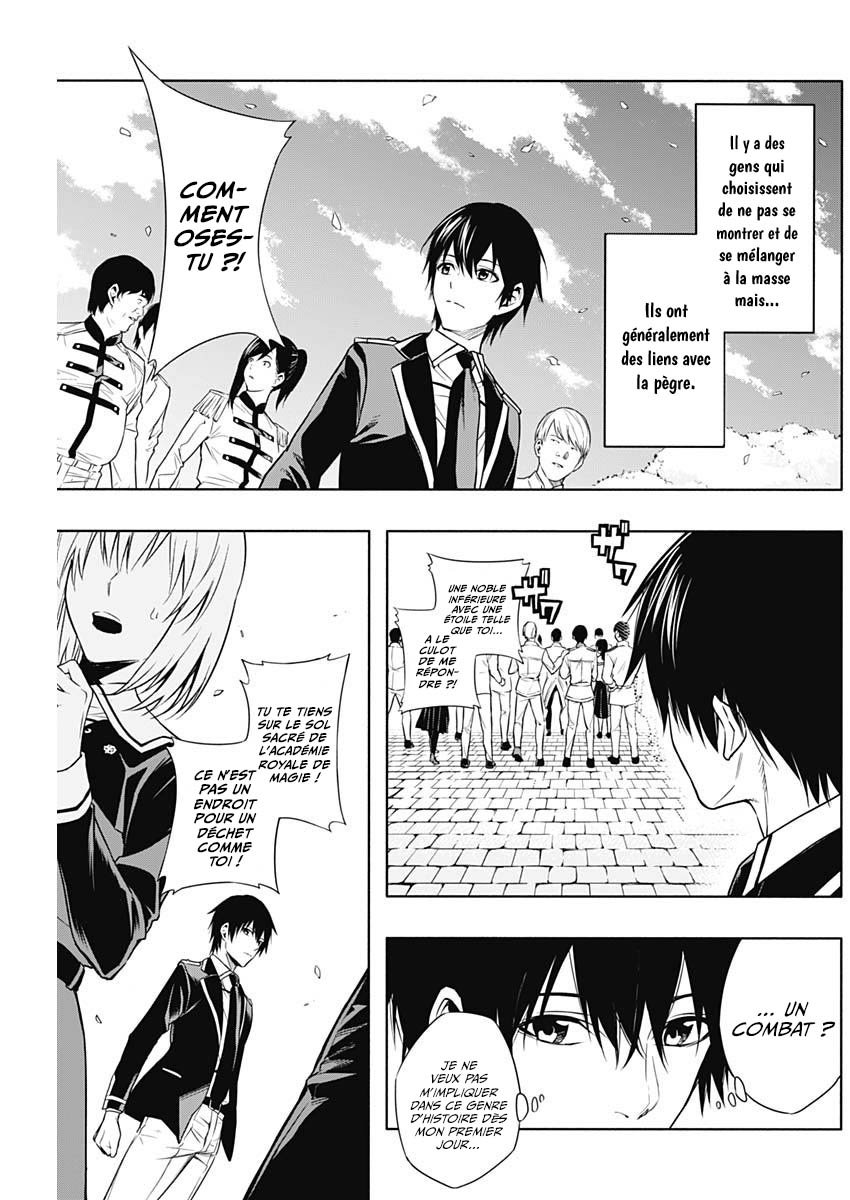 Il y a des
gens qui
choisissent
de ne pas se
montrer et de
se mélanger
à la masse
mais...
Ils ont
généralement
des liens avec
la pègre.
COM-
MENT
OSES-
TU ?!
ザワ
ザワ
UNE NOBLE
INFÉRIEURE
AVEC UNE
ÉTOILE TELLE
QUE TOI...
A LE
CULOT
DE ME
RÉPON-
DRE ?!
TU TE TIENS
SUR LE SOL
SACRÉ DE
L'ACADÉMIE
ROYALE DE
MAGIE !
CE N'EST
PAS UN
ENDROIT
POUR UN
DÉCHET
COMME
TOI !
... UN
COMBAT ?
JE NE
VEUX PAS
M'IMPLIQUER
DANS CE GENRE
D'HISTOIRE DÈS
MON PREMIER
JOUR...